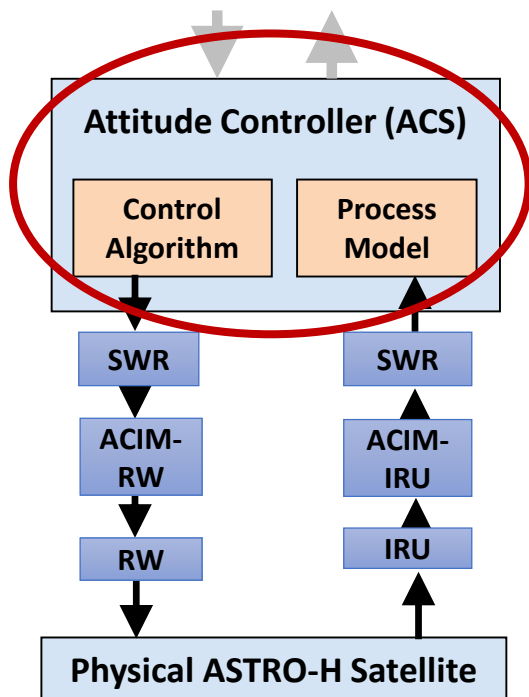 Attitude Controller (ACS)
Control
Algorithm
Process
Model
SWR
SWR
ACIM-
RW
ACIM-
IRU
RW
IRU
Physical ASTRO-H Satellite